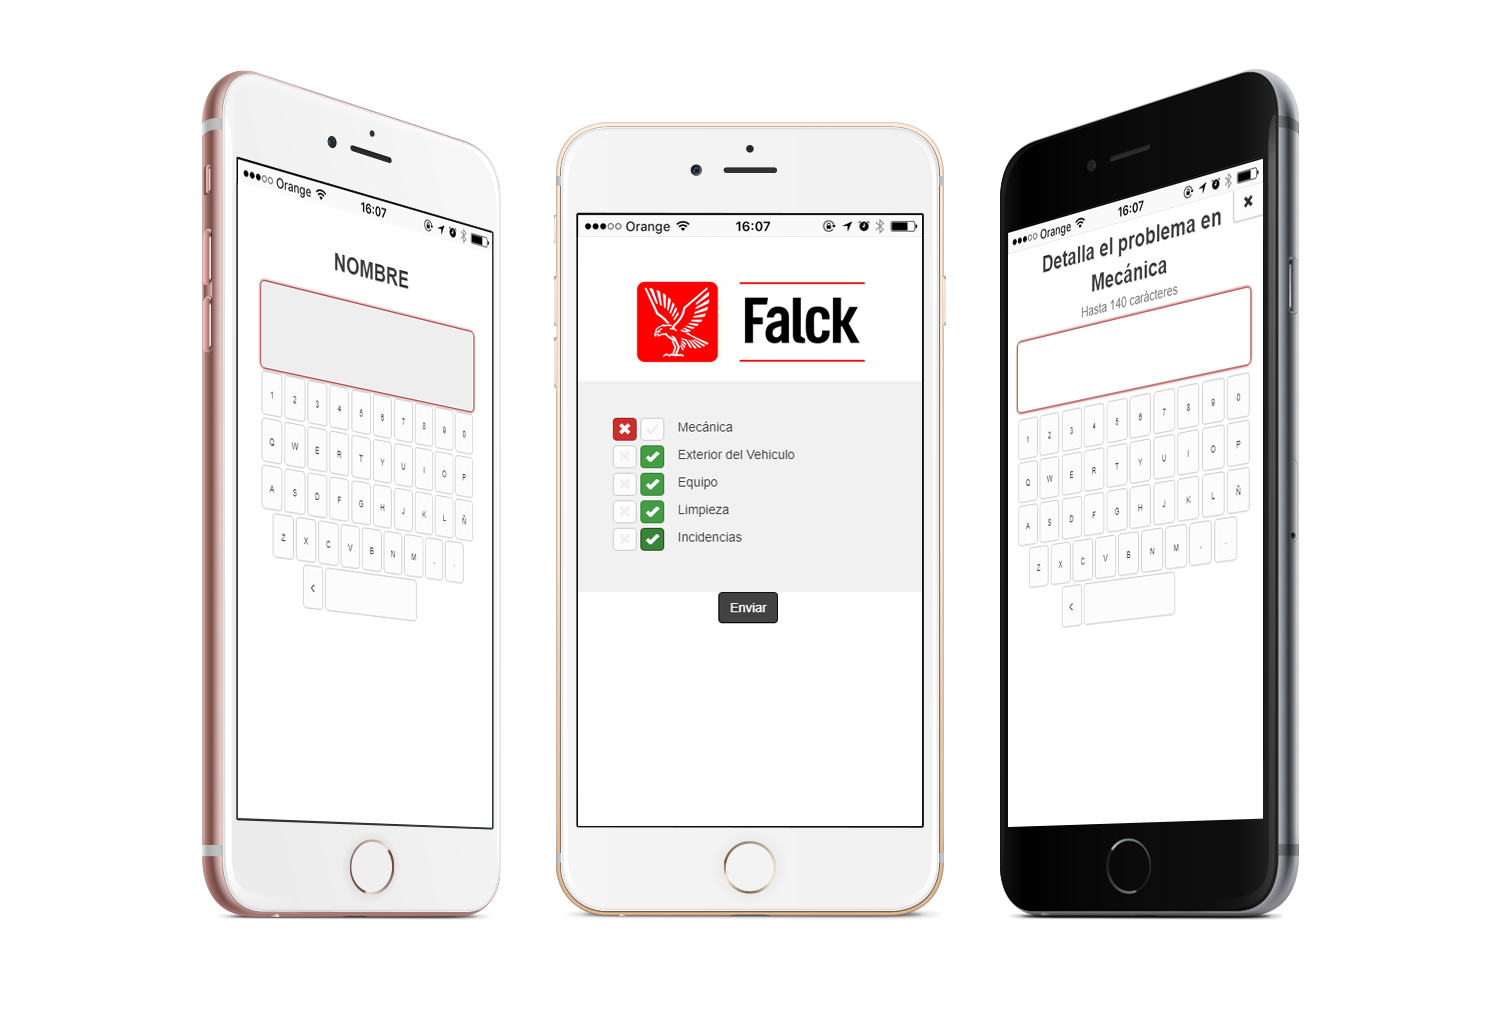 ●●●○○ Orange 16:07
NOMBRE
1 2 3 4 5 6 7 8 9 0
Q W E R T Y U I O P
A S D F G H J K L Ñ
Z X C V B N M , .
<
●●●○○ Orange 16:07
Falck
Mecánica
Exterior del Vehiculo
Equipo
Limpieza
Incidencias
Enviar
●●●○○ Orange 16:07
Detalla el problema en
Mecánica
Hasta 140 carácteres
1 2 3 4 5 6 7 8 9 0
Q W E R T Y U I O P
A S D F G H J K L Ñ
Z X C V B N M , .
<